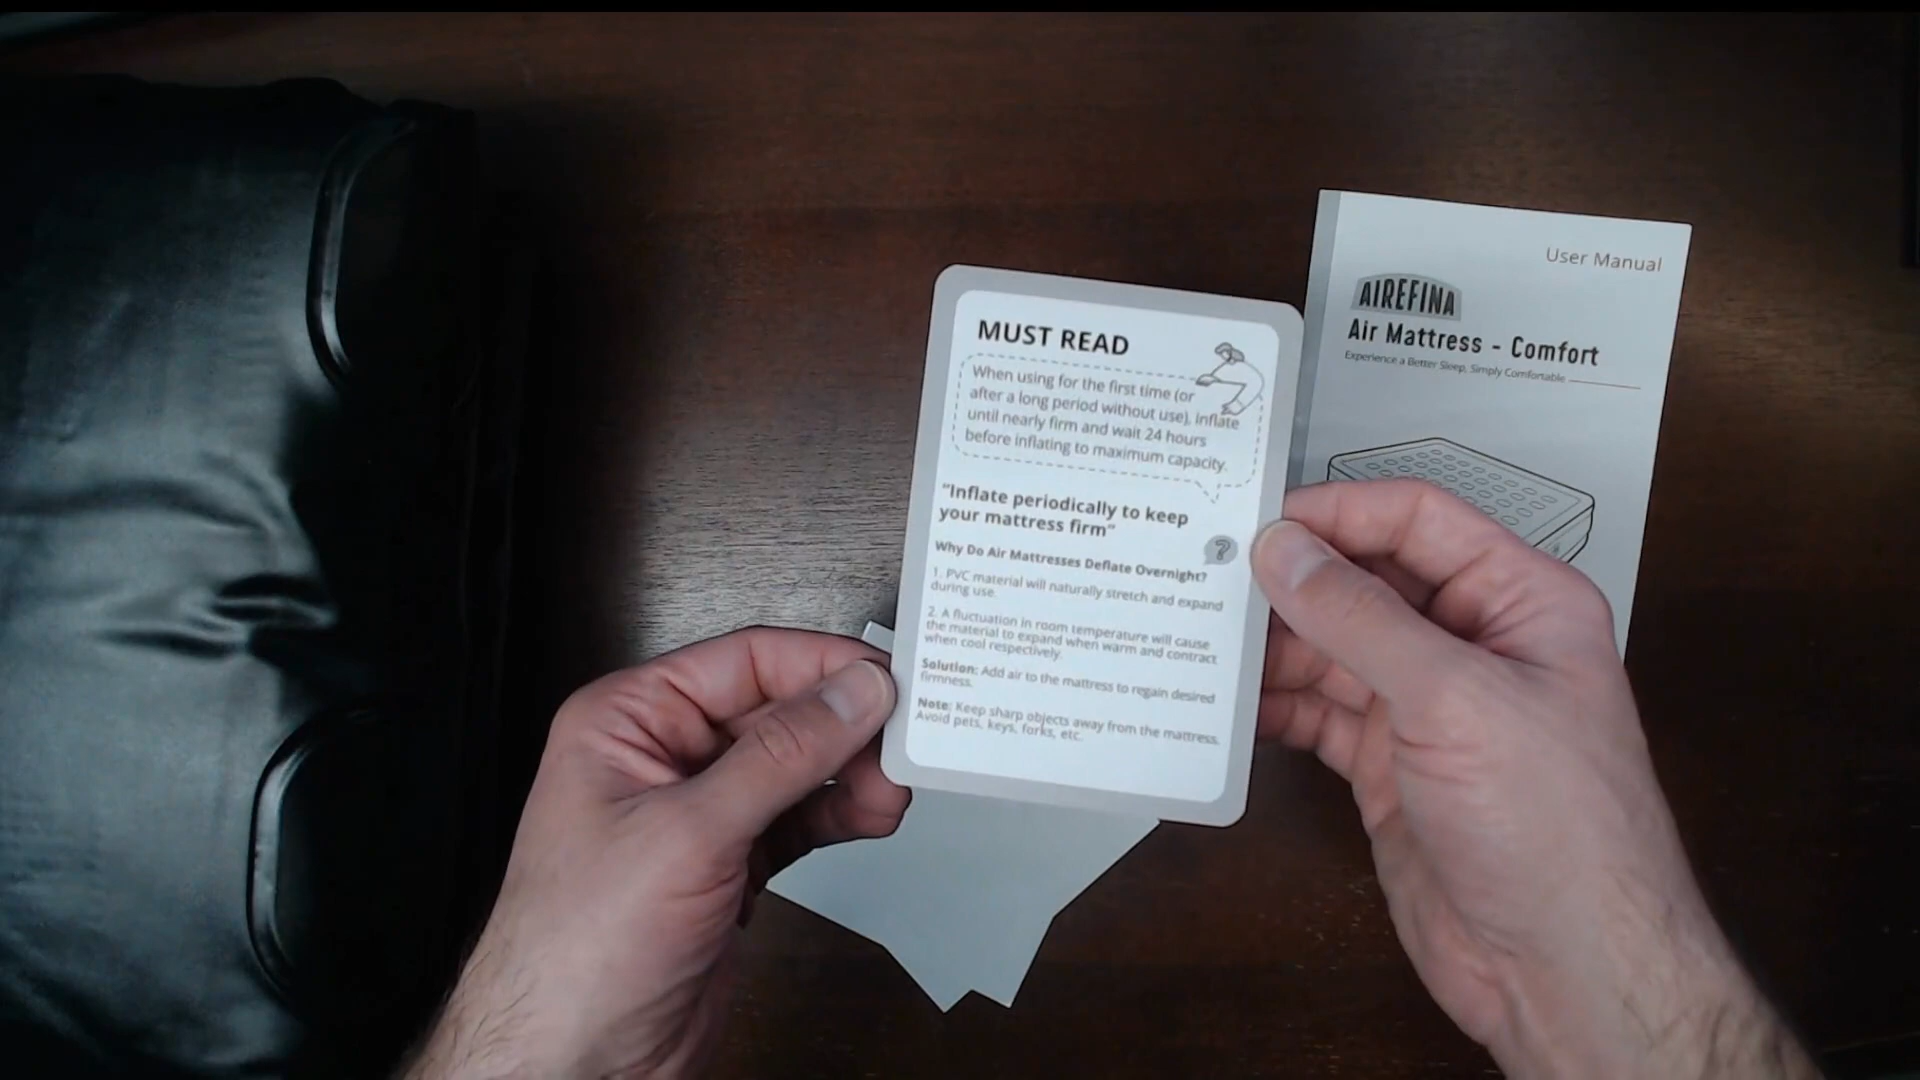 MUST READ
When using for the first time (or
after a long period without use), inflate
until nearly firm and wait 24 hours
before inflating to maximum capacity.
"Inflate periodically to keep
your mattress firm"
?
Why Do Air Mattresses Deflate Overnight?
1. PVC material will naturally stretch and expand
during use.
2. A fluctuation in room temperature will cause
the material to expand when warm and contract
when cool respectively.
Solution: Add air to the mattress to regain desired
firmness.
Note: Keep sharp objects away from the mattress.
Avoid pets, keys, forks, etc.
User Manual
AIREFINA
Air Mattress - Comfort
Experience a Better Sleep, Simply Comfortable